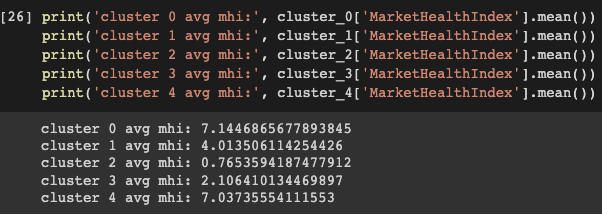 [26] print('cluster 0 avg mhi:', cluster_0['MarketHealthIndex'].mean())
print('cluster 1 avg mhi:', cluster_1['MarketHealthIndex'].mean())
print('cluster 2 avg mhi:', cluster_2['MarketHealthIndex'].mean())
print('cluster 3 avg mhi:', cluster_3['MarketHealthIndex'].mean())
print('cluster 4 avg mhi:', cluster_4['MarketHealthIndex'].mean())
cluster 0 avg mhi: 7.1446865677893845
cluster 1 avg mhi: 4.013506114254426
cluster 2 avg mhi: 0.7653594187477912
cluster 3 avg mhi: 2.106410134469897
cluster 4 avg mhi: 7.03735554111553